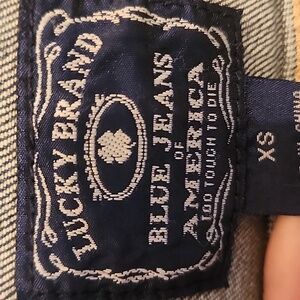 LUCKY BRAND
BLUE JEANS
OF
AMERICA
TOO TOUGH TO DIE
XS